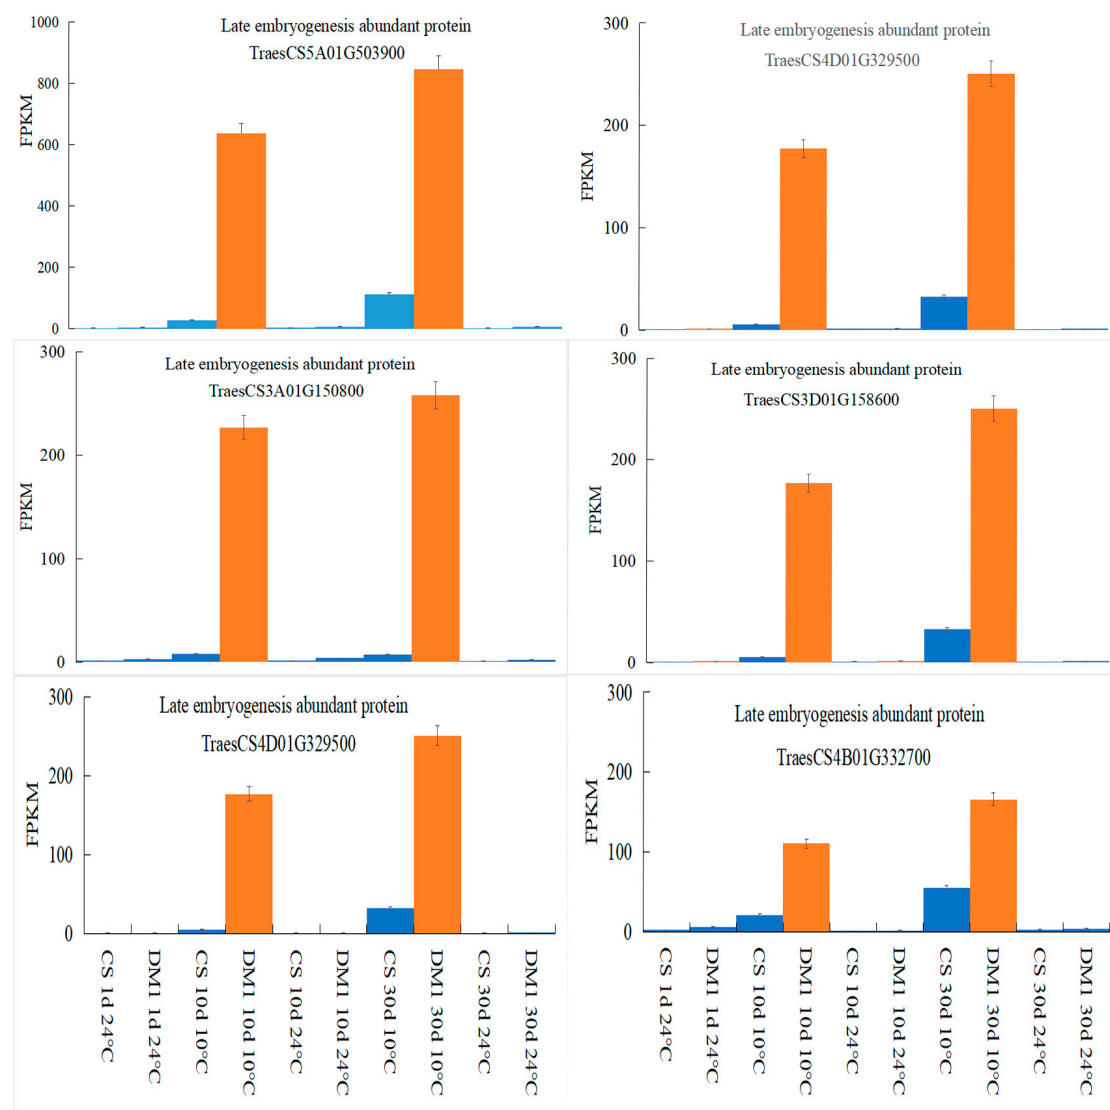 Late embryogenesis abundant protein
TraesCS5A01G503900
FPKM
1000
800
600
400
200
0
Late embryogenesis abundant protein
TraesCS4D01G329500
FPKM
300
200
100
0
Late embryogenesis abundant protein
TraesCS3A01G150800
FPKM
300
200
100
0
Late embryogenesis abundant protein
TraesCS3D01G158600
FPKM
300
200
100
0
Late embryogenesis abundant protein
TraesCS4D01G329500
FPKM
300
200
100
0
CS 1d 24°C
DM1 1d 24°C
CS 10d 10°C
DM1 10d 10°C
CS 10d 24°C
DM1 10d 24°C
CS 30d 10°C
DM1 30d 10°C
CS 30d 24°C
DM1 30d 24°C
Late embryogenesis abundant protein
TraesCS4B01G332700
FPKM
300
200
100
0
CS 1d 24°C
DM1 1d 24°C
CS 10d 10°C
DM1 10d 10°C
CS 10d 24°C
DM1 10d 24°C
CS 30d 10°C
DM1 30d 10°C
CS 30d 24°C
DM1 30d 24°C